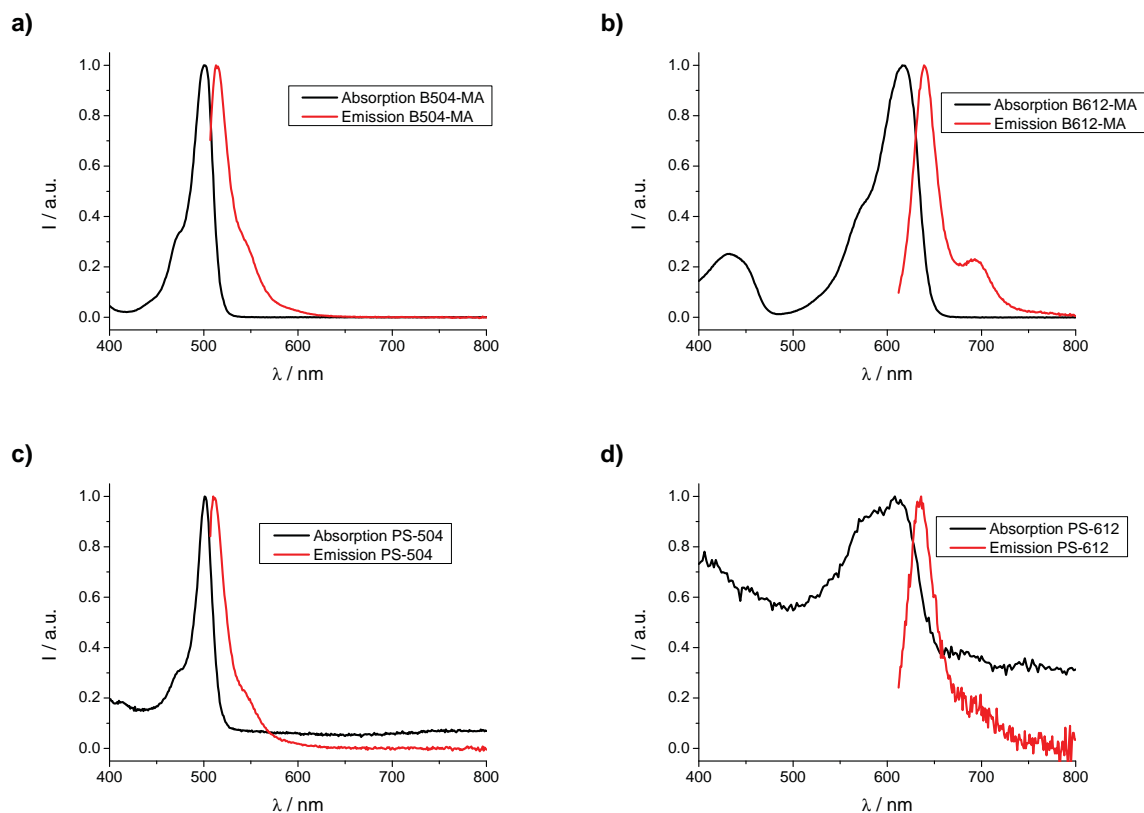 a)
1.0
0.8
0.6
0.4
0.2
0.0
I / a.u.
Absorption B504-MA
Emission B504-MA
400 500 600 700 800
λ / nm
b)
1.0
0.8
0.6
0.4
0.2
0.0
I / a.u.
Absorption B612-MA
Emission B612-MA
400 500 600 700 800
λ / nm
c)
1.0
0.8
0.6
0.4
0.2
0.0
I / a.u.
Absorption PS-504
Emission PS-504
400 500 600 700 800
λ / nm
d)
1.0
0.8
0.6
0.4
0.2
0.0
I / a.u.
Absorption PS-612
Emission PS-612
400 500 600 700 800
λ / nm